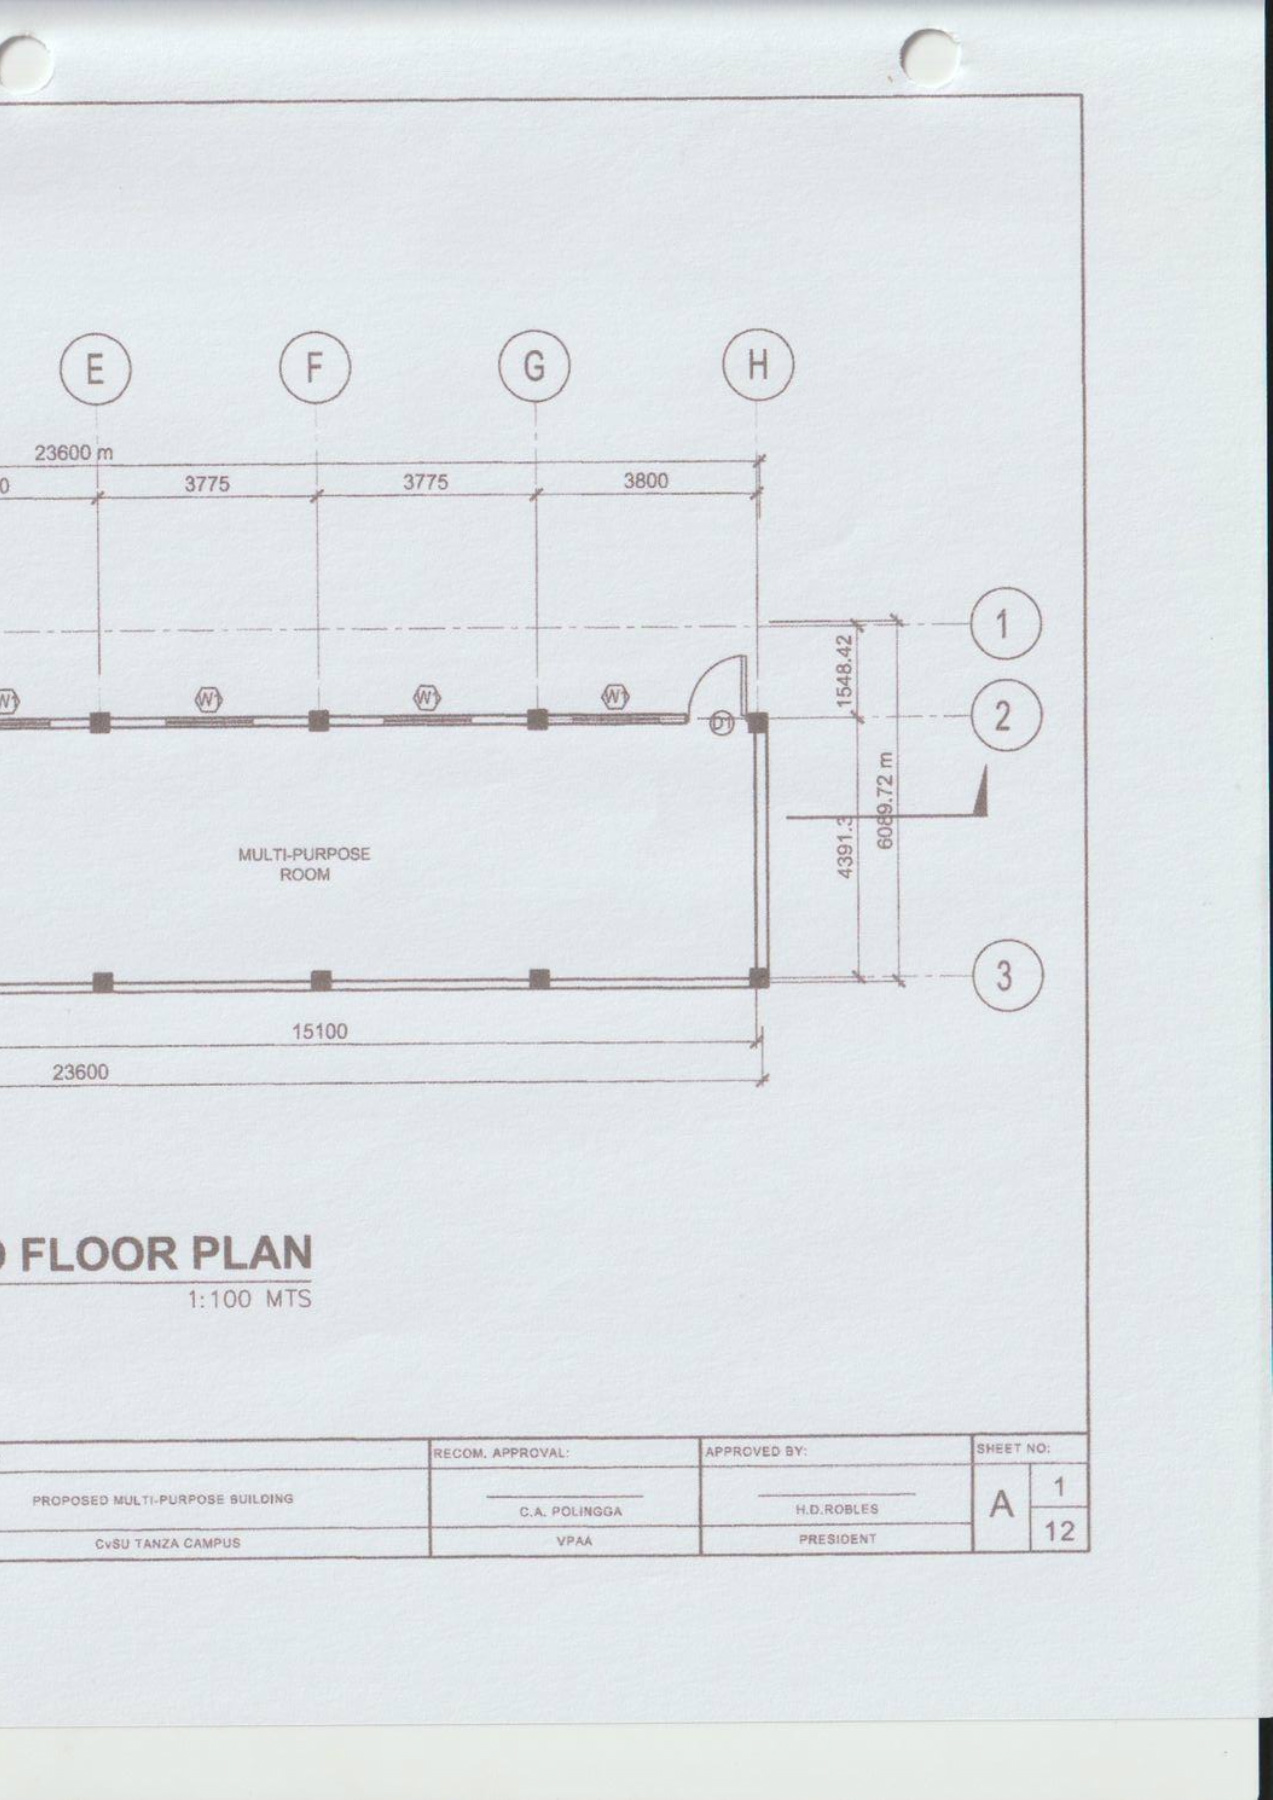 E F G H
23600 m
0 3775 3775 3800
1
1548.42
W1 W1 W1 W1
D1
2
6089.72 m
4391.3
MULTI-PURPOSE
ROOM
3
15100
23600
FLOOR PLAN
1:100 MTS
RECOM. APPROVAL: APPROVED BY: SHEET NO:
PROPOSED MULTI-PURPOSE BUILDING
C.A. POLINGGA H.D.ROBLES
A 1
12
CvSU TANZA CAMPUS VPAA PRESIDENT